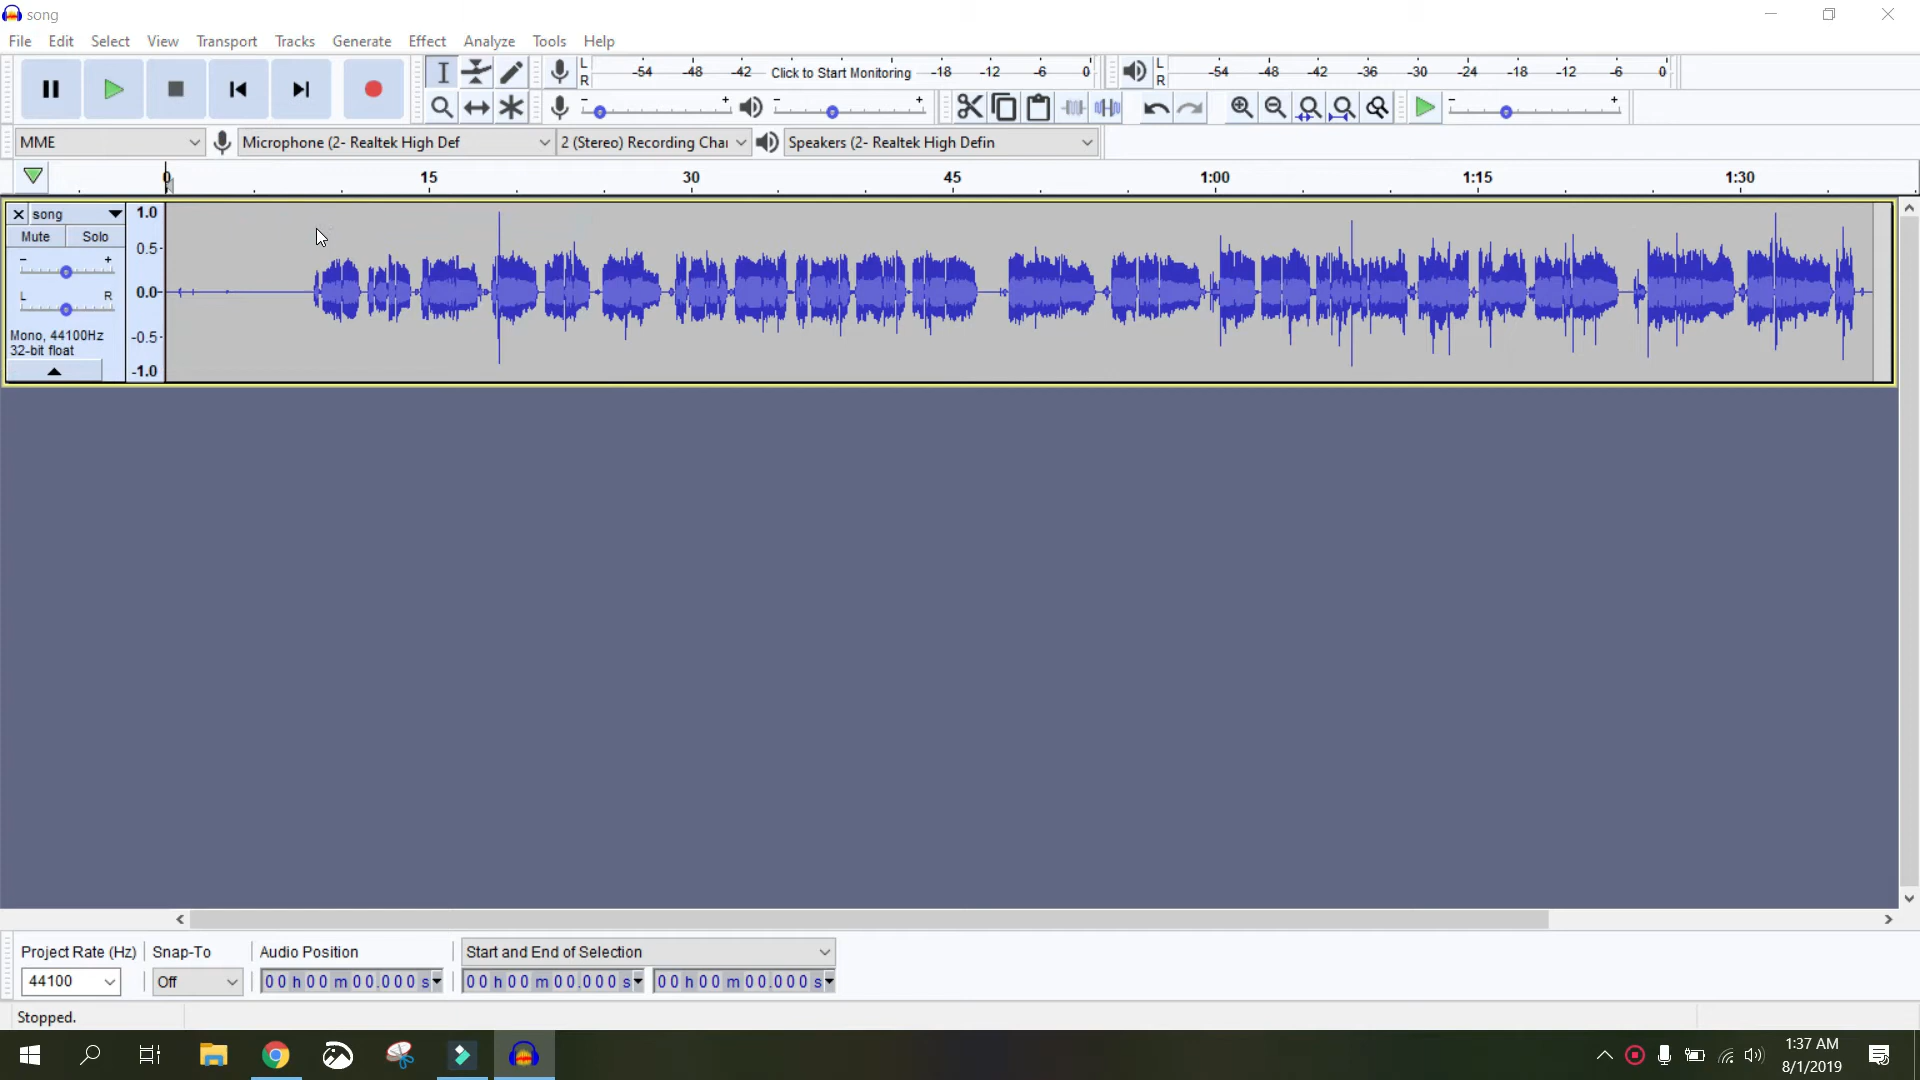 song
File Edit Select View Transport Tracks Generate Effect Analyze Tools Help
L
R
-54 -48 -42 Click to Start Monitoring -18 -12 -6 0
L
R
-54 -48 -42 -36 -30 -24 -18 -12 -6 0
- +
- +
- +
MME
Microphone (2- Realtek High Def
2 (Stereo) Recording Chai
Speakers (2- Realtek High Defin
0 15 30 45 1:00 1:15 1:30
song
Mute Solo
- +
L R
Mono, 44100Hz
32-bit float
1.0
0.5-
0.0-
-0.5-
-1.0
Project Rate (Hz) Snap-To Audio Position Start and End of Selection
44100 Off 00 h 00 m 00.000 s 00 h 00 m 00.000 s 00 h 00 m 00.000 s
Stopped.
1:37 AM
8/1/2019